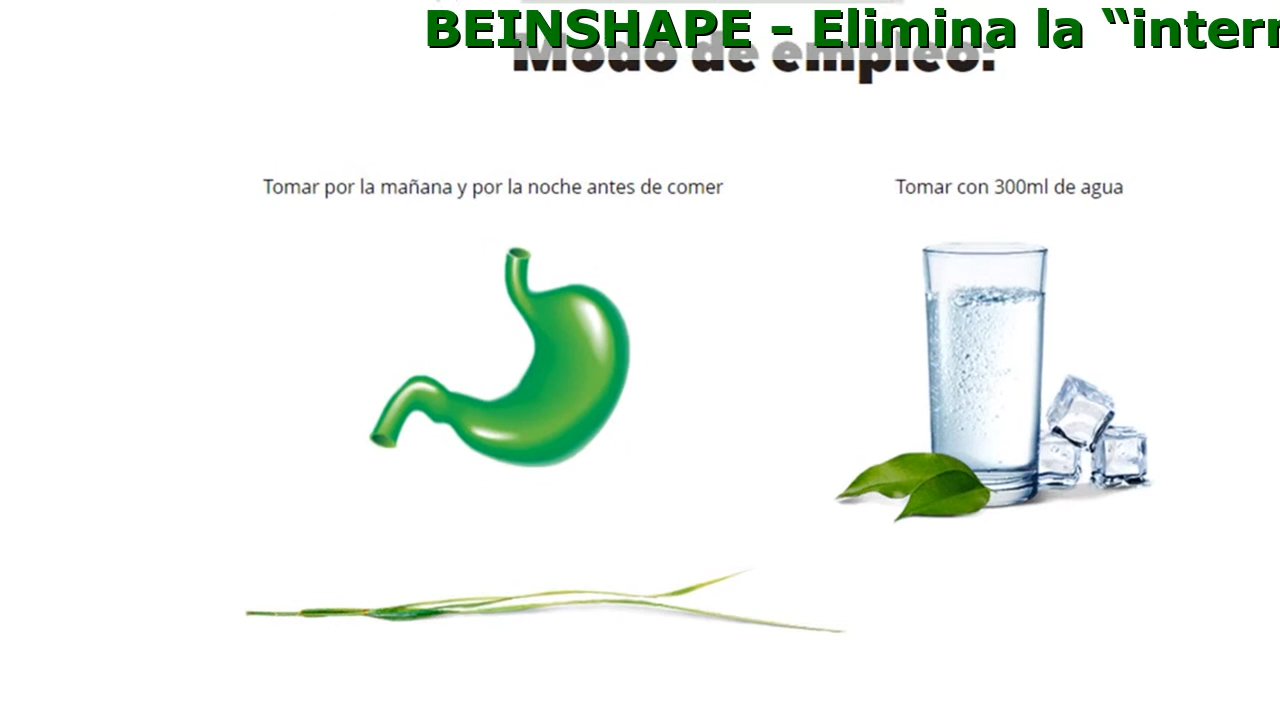 BEINSHAPE - Elimina la “intern
Modo de empleo:
Tomar por la mañana y por la noche antes de comer
Tomar con 300ml de agua